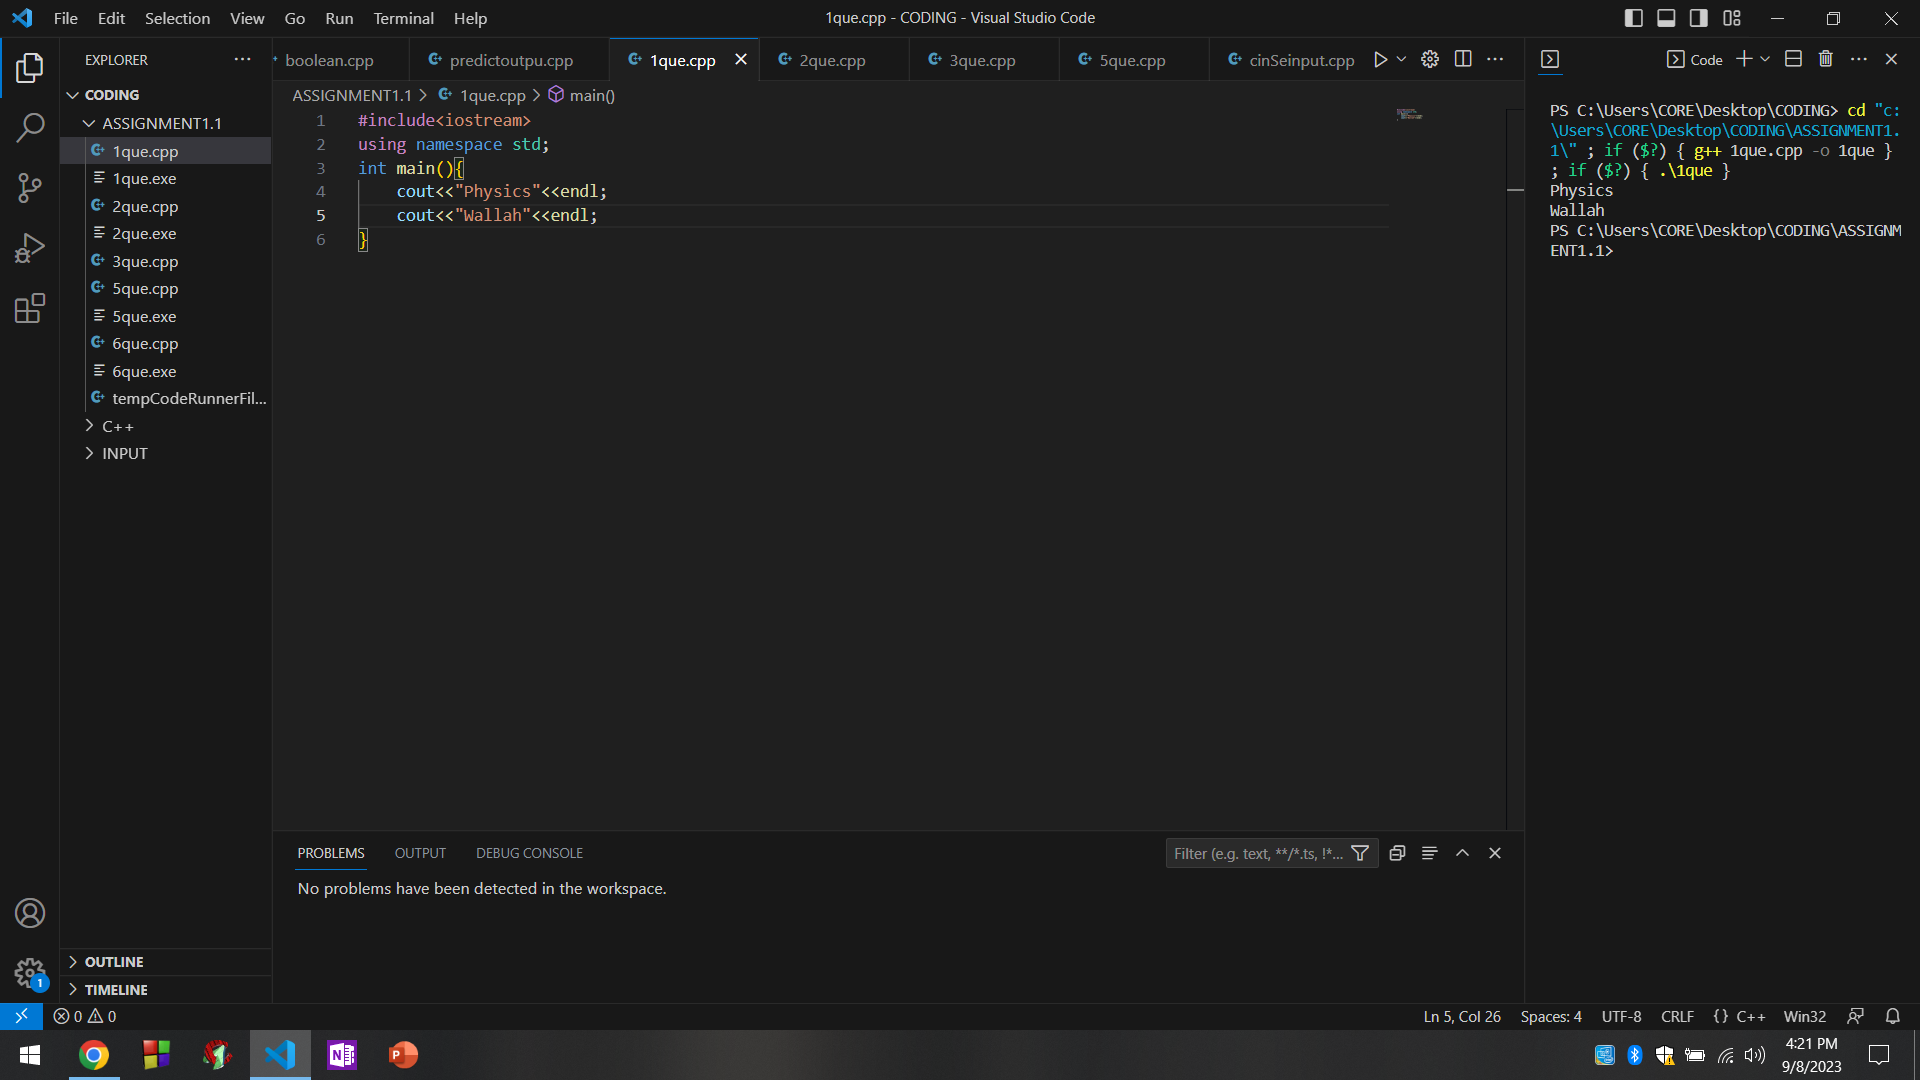 File Edit Selection View Go Run Terminal Help
1que.cpp - CODING - Visual Studio Code
EXPLORER
CODING
ASSIGNMENT1.1
1que.cpp
1que.exe
2que.cpp
2que.exe
3que.cpp
5que.cpp
5que.exe
6que.cpp
6que.exe
tempCodeRunnerFil...
C++
INPUT
OUTLINE
TIMELINE
boolean.cpp predictoutpu.cpp 1que.cpp 2que.cpp 3que.cpp 5que.cpp cinSeinput.cpp
ASSIGNMENT1.1 > 1que.cpp > main()
1 #include<iostream>
2 using namespace std;
3 int main(){
4 cout<<"Physics"<<endl;
5 cout<<"Wallah"<<endl;
6 }
PROBLEMS OUTPUT DEBUG CONSOLE
Filter (e.g. text, **/*.ts, !*...
No problems have been detected in the workspace.
Code
PS C:\Users\CORE\Desktop\CODING> cd "c:
\Users\CORE\Desktop\CODING\ASSIGNMENT1.
1\" ; if ($?) { g++ 1que.cpp -o 1que }
; if ($?) { .\1que }
Physics
Wallah
PS C:\Users\CORE\Desktop\CODING\ASSIGNM
ENT1.1>
1
0 0
Ln 5, Col 26 Spaces: 4 UTF-8 CRLF {} C++ Win32
N P
4:21 PM
9/8/2023